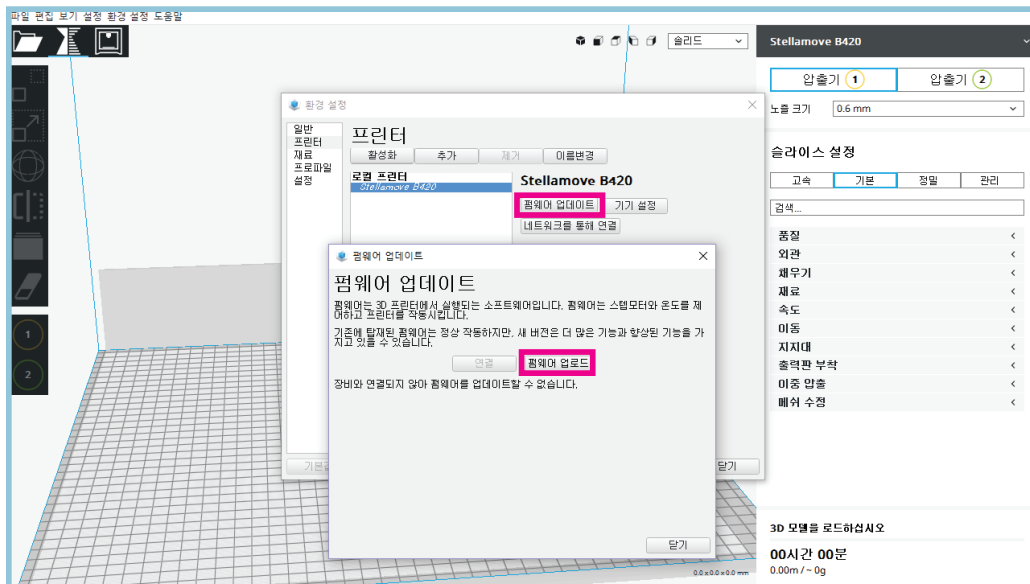 파일 편집 보기 설정 환경 설정 도움말
솔리드
Stellamove B420
압출기 1 압출기 2
노즐 크기 0.6 mm
슬라이스 설정
고속 기본 정밀 관리
검색...
품질
외관
채우기
재료
속도
이동
지지대
출력판 부착
이중 압출
메쉬 수정
3D 모델을 로드하십시오
00시간 00분
0.00m / ~ 0g
1
2
0.0 x 0.0 x 0.0 mm
환경 설정
일반
프린터
재료
프로파일
설정
프린터
활성화 추가 제거 이름변경
로컬 프린터
Stellamove B420
Stellamove B420
펌웨어 업데이트 기기 설정
네트워크를 통해 연결
닫기
펌웨어 업데이트
펌웨어 업데이트
펌웨어는 3D 프린터에서 실행되는 소프트웨어입니다. 펌웨어는 스텝모터와 온도를 제
어하고 프린터를 작동시킵니다.
기존에 탑재된 펌웨어는 정상 작동하지만, 새 버전은 더 많은 기능과 향상된 기능을 가
지고 있을 수 있습니다.
연결 펌웨어 업로드
장비와 연결되지 않아 펌웨어를 업데이트할 수 없습니다.
닫기